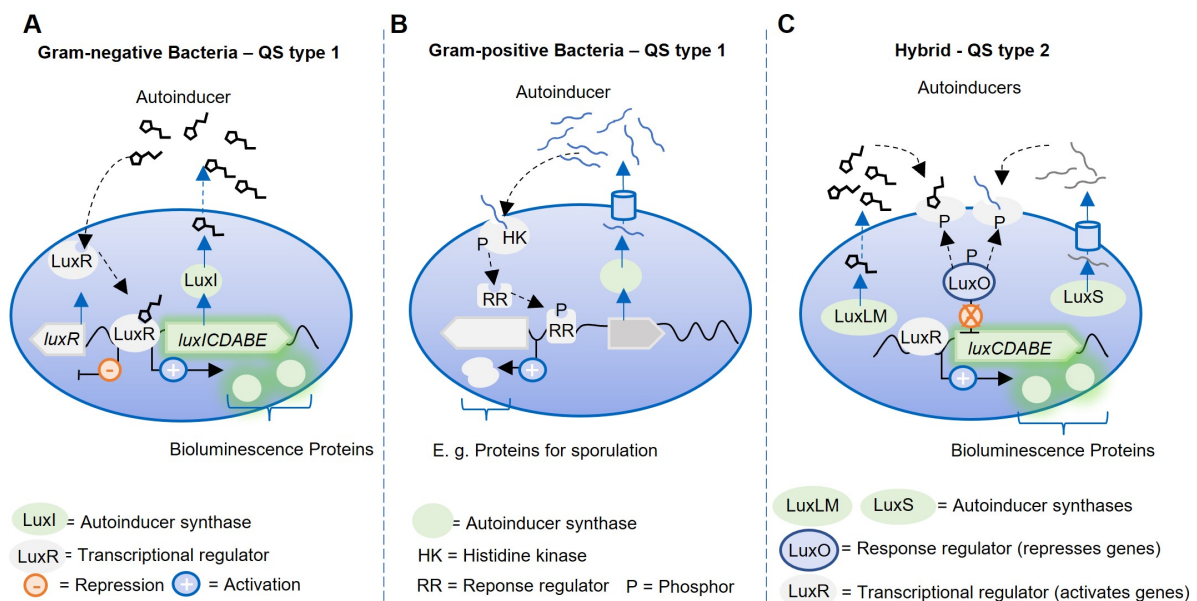 A
Gram-negative Bacteria – QS type 1
Autoinducer
LuxR
LuxI
luxR
LuxR
luxICDABE
-
+
Bioluminescence Proteins
LuxI = Autoinducer synthase
LuxR = Transcriptional regulator
- = Repression + = Activation
B
Gram-positive Bacteria – QS type 1
Autoinducer
HK
P
RR
P
RR
+
E. g. Proteins for sporulation
= Autoinducer synthase
HK = Histidine kinase
RR = Reponse regulator P = Phosphor
C
Hybrid - QS type 2
Autoinducers
P
P
P
LuxO
LuxLM
LuxS
LuxR
luxCDABE
+
Bioluminescence Proteins
LuxLM LuxS = Autoinducer synthases
LuxO = Response regulator (represses genes)
LuxR = Transcriptional regulator (activates genes)